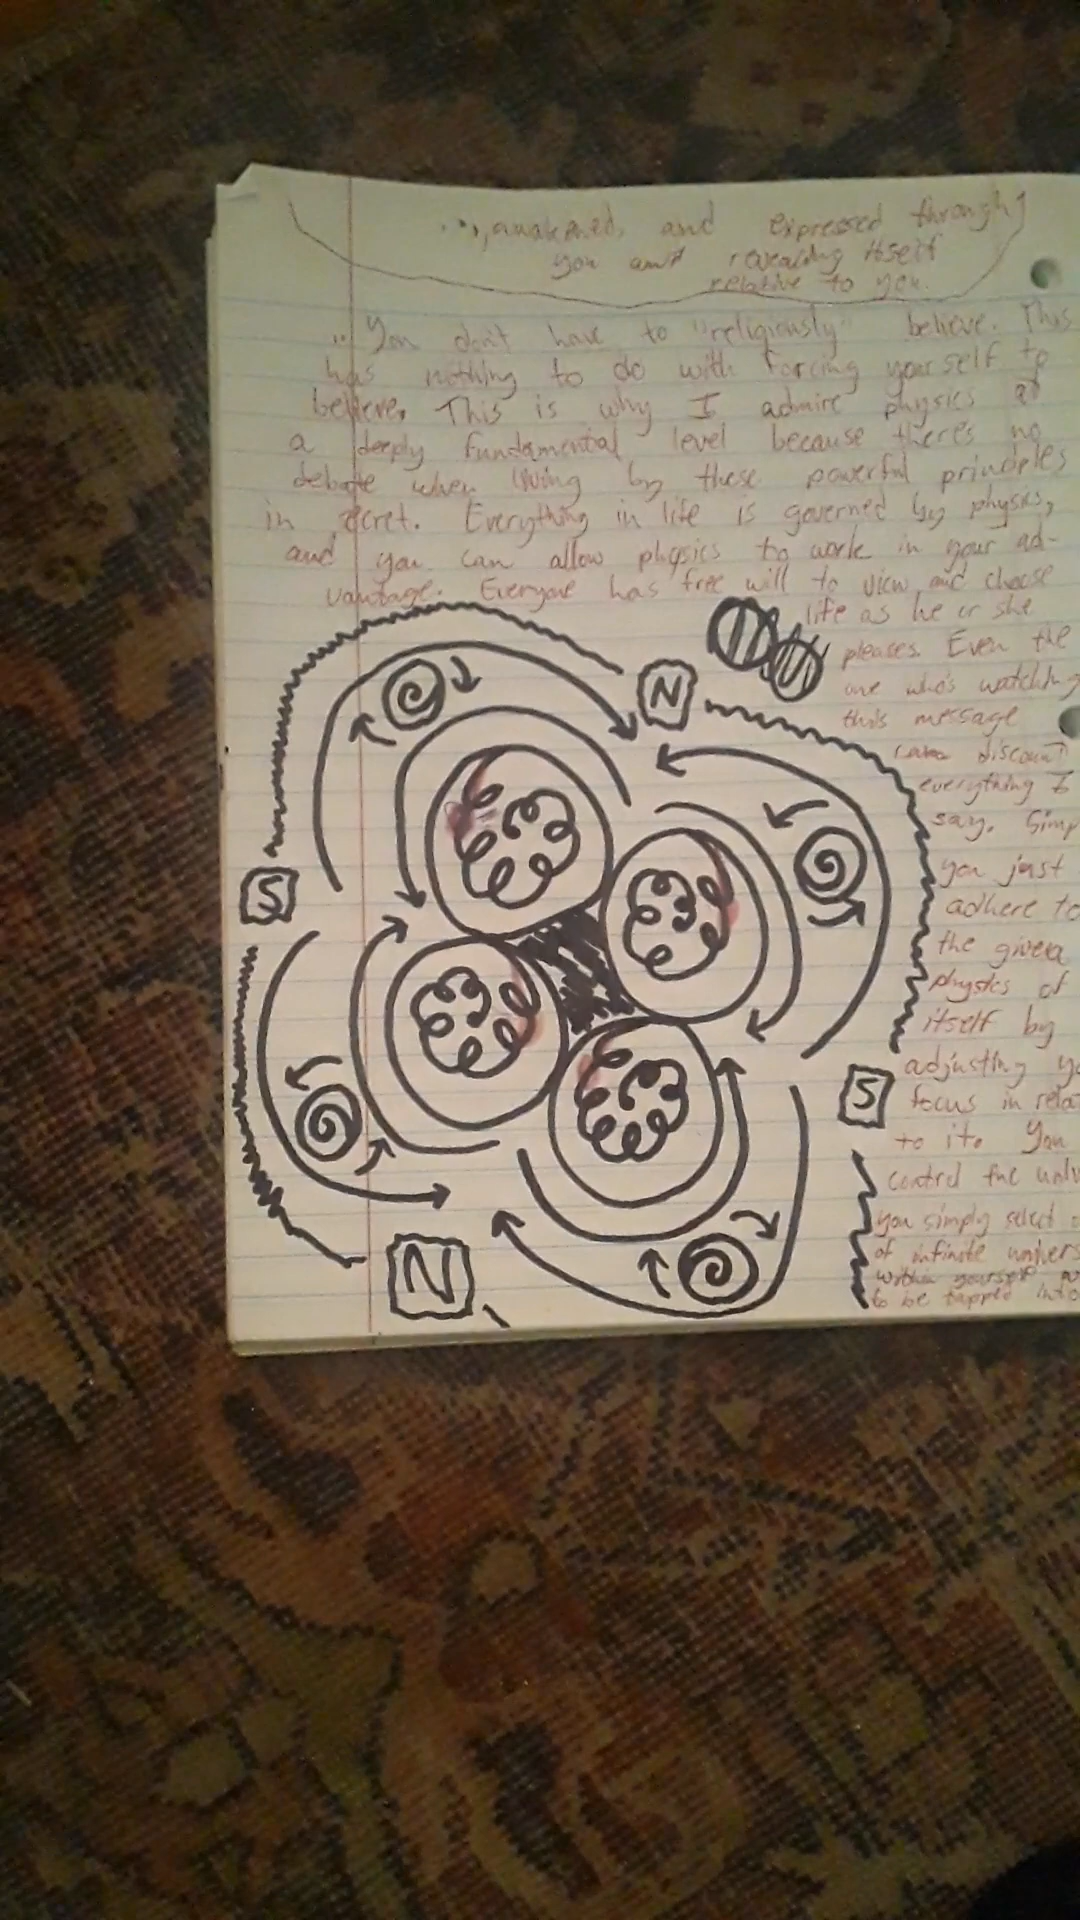 ..., awakened, and expressed through
you and revealing itself
relative to you.
... You don't have to "religiously" believe. This
has nothing to do with forcing yourself to
believe. This is why I admire physics at
a deeply fundamental level because there's no
debate when living by these powerful principles
in secret. Everything in life is governed by physics,
and you can allow physics to work in your ad-
vantage. Everyone has free will to view and choose
life as he or she
pleases. Even the
one who's watching
this message
can discount
everything I
say. Simp
you just
adhere to
the given
physics of
itself by
adjusting yo
focus in rela
to it. You
control the univ
you simply select
of infinite univers
within yourself
to be tapped into
N
S
S
N